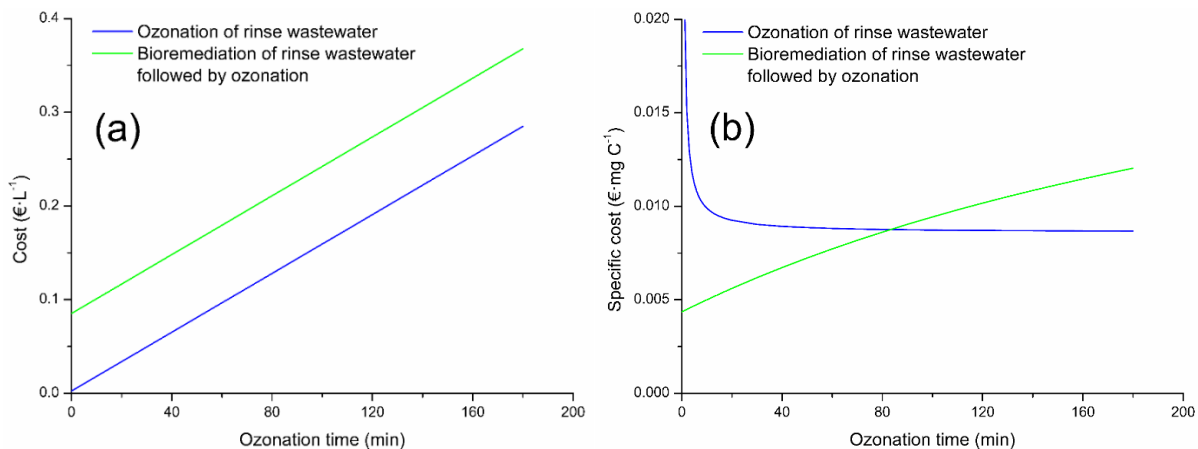 Ozonation of rinse wastewater
Bioremediation of rinse wastewater
followed by ozonation
(a)
Cost (€·L⁻¹)
0.4
0.3
0.2
0.1
0.0
0
40
80
120
160
200
Ozonation time (min)
Ozonation of rinse wastewater
Bioremediation of rinse wastewater
followed by ozonation
(b)
Specific cost (€·mg C⁻¹)
0.020
0.015
0.010
0.005
0.000
0
40
80
120
160
200
Ozonation time (min)